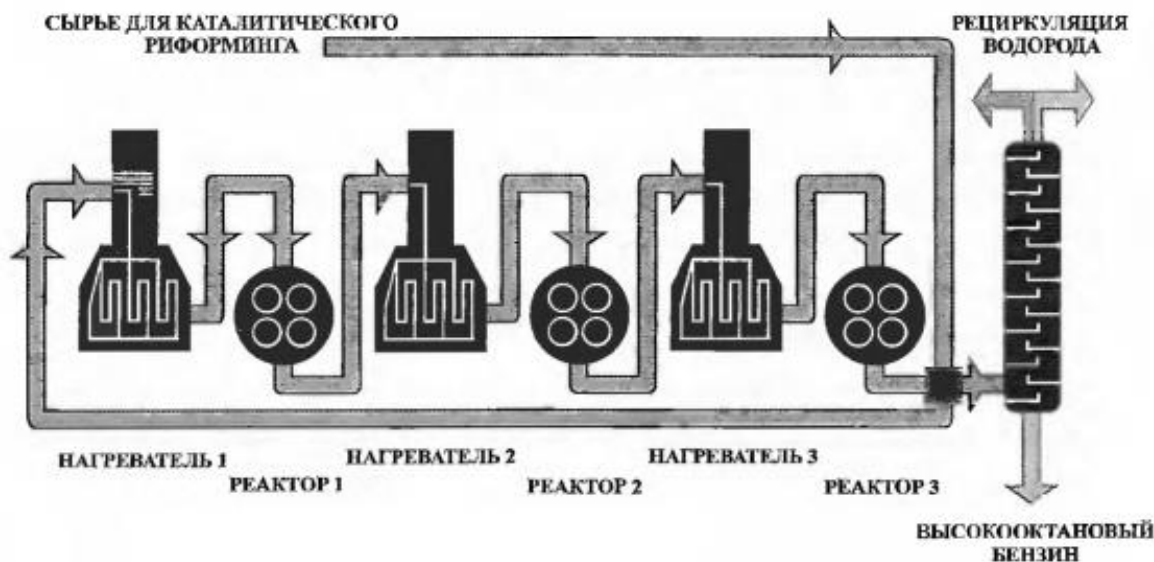 СЫРЬЕ ДЛЯ КАТАЛИТИЧЕСКОГО
РИФОРМИНГА
РЕЦИРКУЛЯЦИЯ
ВОДОРОДА
НАГРЕВАТЕЛЬ 1
НАГРЕВАТЕЛЬ 2
НАГРЕВАТЕЛЬ 3
РЕАКТОР 1
РЕАКТОР 2
РЕАКТОР 3
ВЫСОКООКТАНОВЫЙ
БЕНЗИН